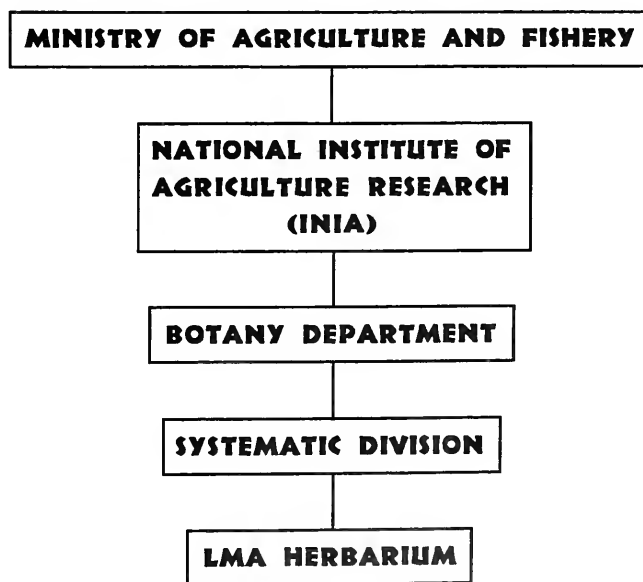 MINISTRY OF AGRICULTURE AND FISHERY
NATIONAL INSTITUTE OF
AGRICULTURE RESEARCH
(INIA)
BOTANY DEPARTMENT
SYSTEMATIC DIVISION
LMA HERBARIUM